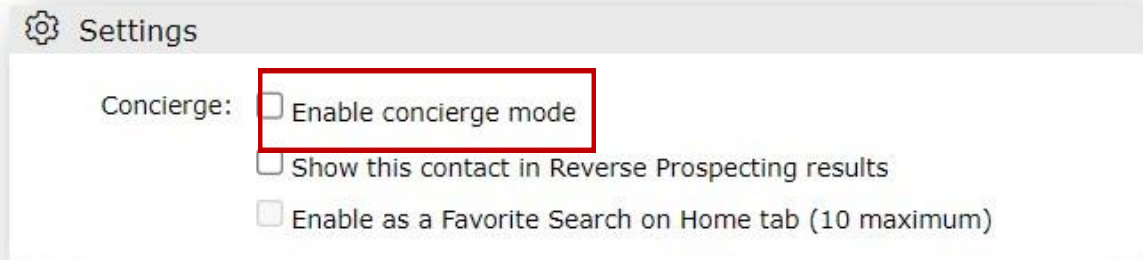 Settings
Concierge: Enable concierge mode
Show this contact in Reverse Prospecting results
Enable as a Favorite Search on Home tab (10 maximum)